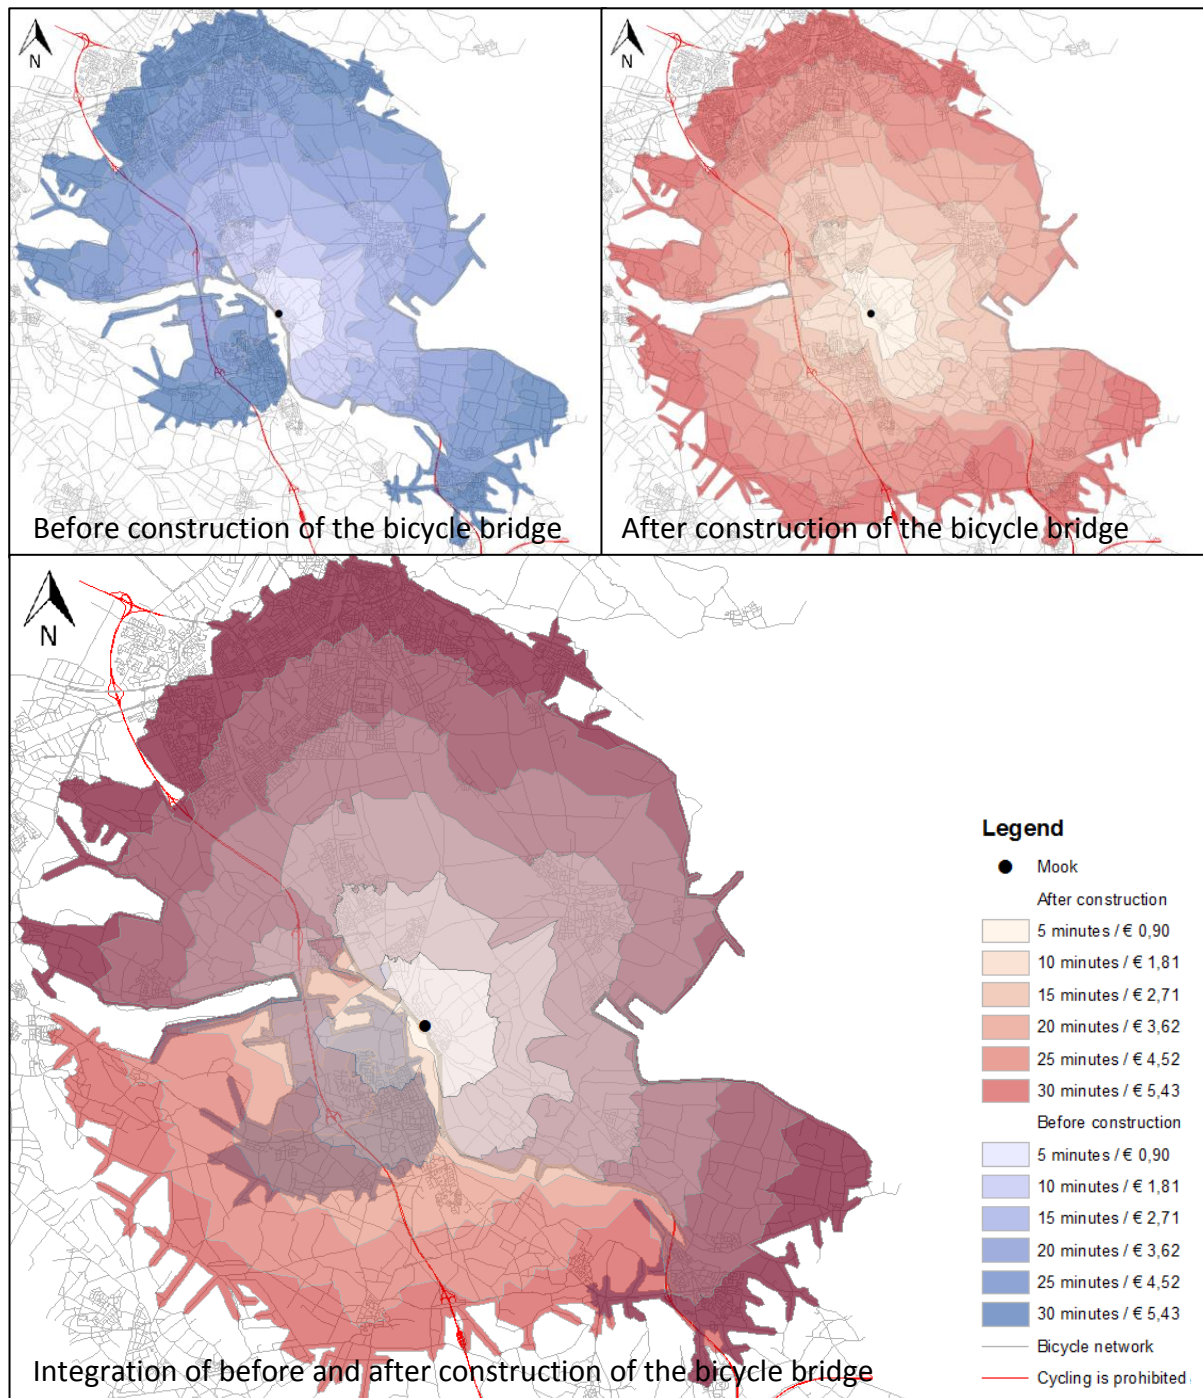 N
Before construction of the bicycle bridge
N
After construction of the bicycle bridge
N
Integration of before and after construction of the bicycle bridge
Legend
Mook
After construction
5 minutes / € 0,90
10 minutes / € 1,81
15 minutes / € 2,71
20 minutes / € 3,62
25 minutes / € 4,52
30 minutes / € 5,43
Before construction
5 minutes / € 0,90
10 minutes / € 1,81
15 minutes / € 2,71
20 minutes / € 3,62
25 minutes / € 4,52
30 minutes / € 5,43
Bicycle network
Cycling is prohibited